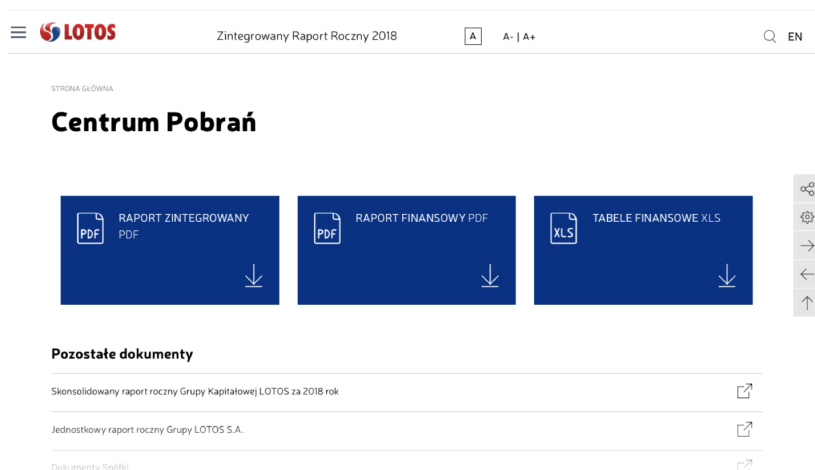 LOTOS
Zintegrowany Raport Roczny 2018
A
A- | A+
EN
STRONA GŁÓWNA
Centrum Pobrań
PDF
RAPORT ZINTEGROWANY
PDF
PDF
RAPORT FINANSOWY PDF
XLS
TABELE FINANSOWE XLS
Pozostałe dokumenty
Skonsolidowany raport roczny Grupy Kapitałowej LOTOS za 2018 rok
Jednostkowy raport roczny Grupy LOTOS S.A.
Dokumenty Spółki